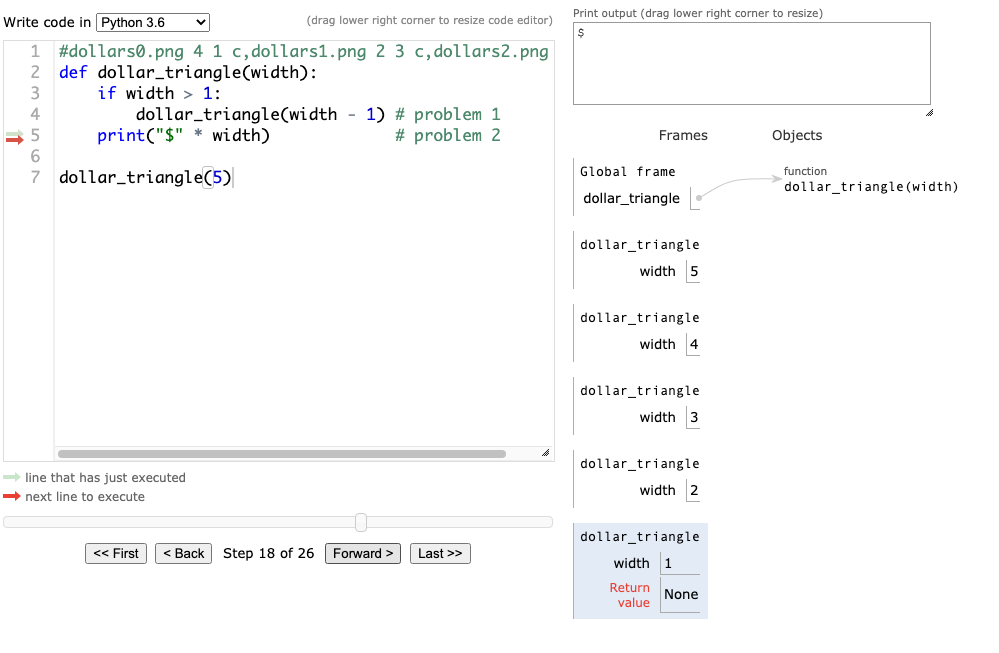 Write code in Python 3.6
(drag lower right corner to resize code editor)
1 #dollars0.png 4 1 c,dollars1.png 2 3 c,dollars2.png
2 def dollar_triangle(width):
3     if width > 1:
4         dollar_triangle(width - 1) # problem 1
5     print("$" * width)             # problem 2
6
7 dollar_triangle(5)
line that has just executed
next line to execute
<< First < Back Step 18 of 26 Forward > Last >>
Print output (drag lower right corner to resize)
$
Frames Objects
Global frame
dollar_triangle
function
dollar_triangle(width)
dollar_triangle
width 5
dollar_triangle
width 4
dollar_triangle
width 3
dollar_triangle
width 2
dollar_triangle
width 1
Return
value None